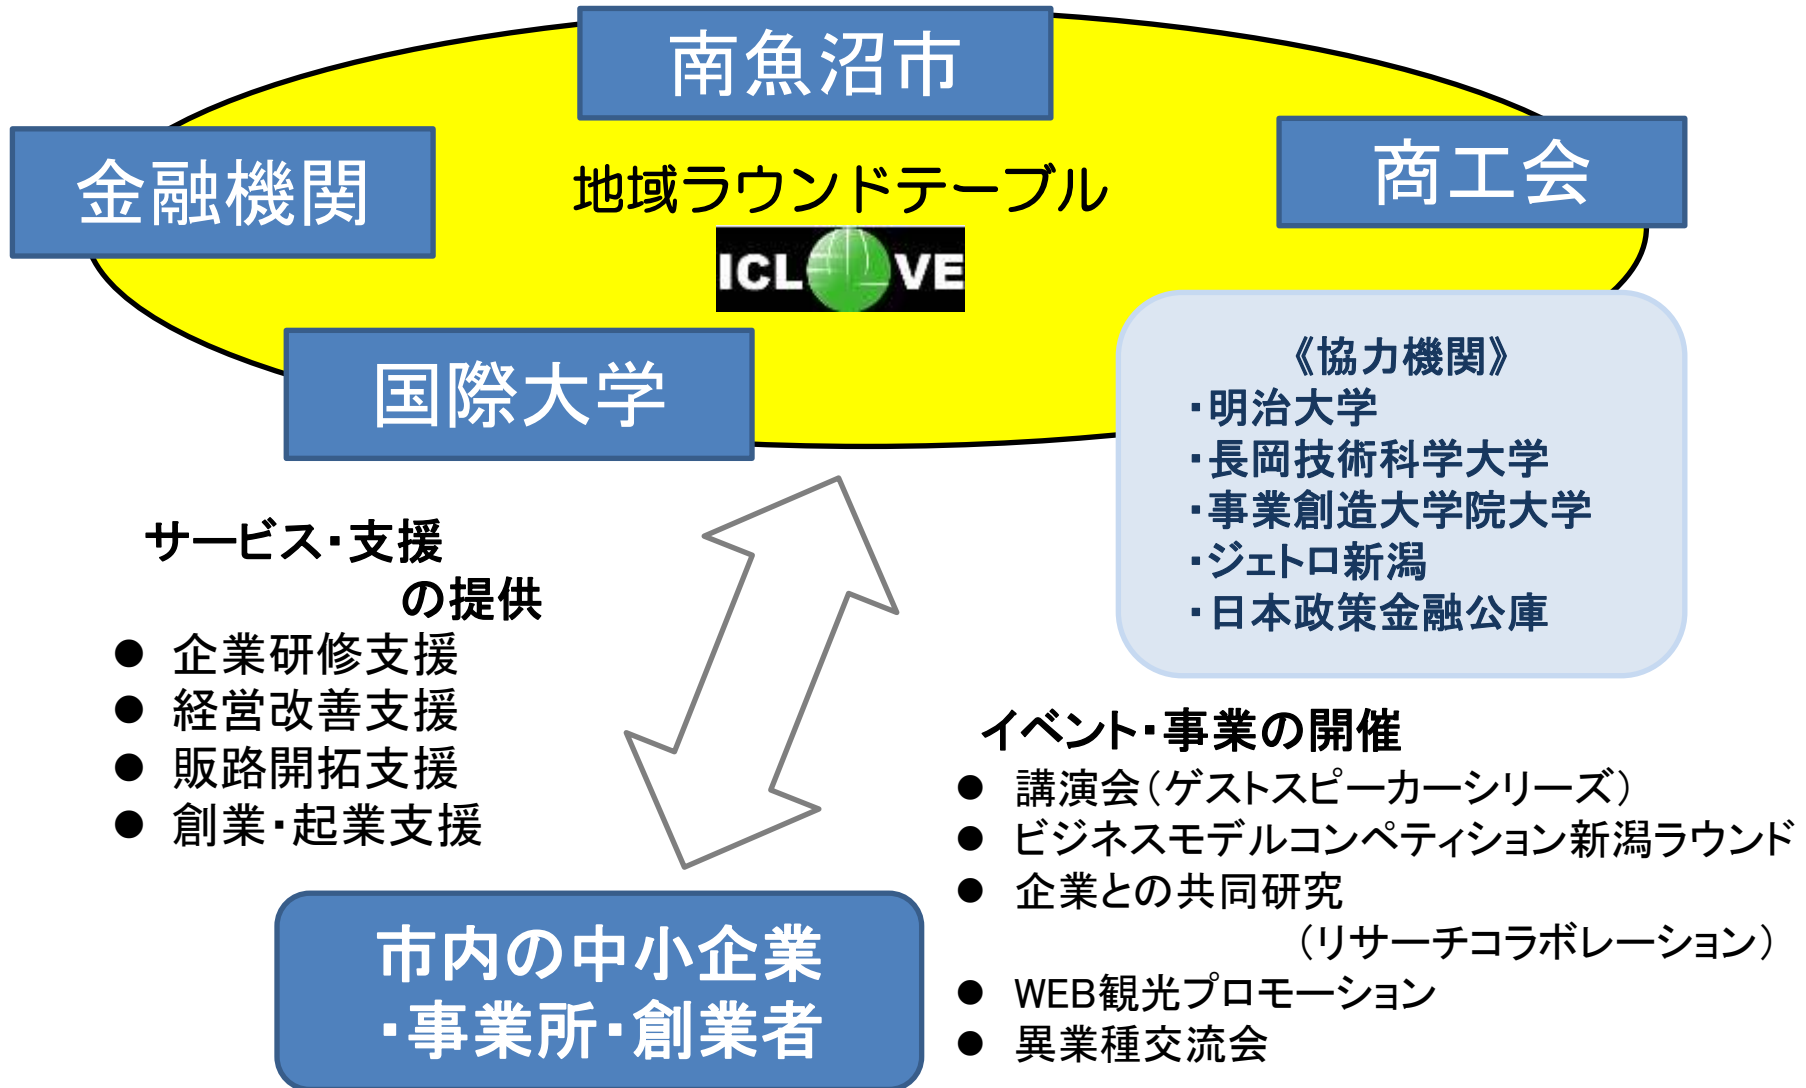 南魚沼市
金融機関
商工会
地域ラウンドテーブル
ICL VE
国際大学
《協力機関》
・明治大学
・長岡技術科学大学
・事業創造大学院大学
・ジェトロ新潟
・日本政策金融公庫
サービス・支援
の提供
● 企業研修支援
● 経営改善支援
● 販路開拓支援
● 創業・起業支援
イベント・事業の開催
● 講演会（ゲストスピーカーシリーズ）
● ビジネスモデルコンペティション新潟ラウンド
● 企業との共同研究
（リサーチコラボレーション）
● WEB観光プロモーション
● 異業種交流会
市内の中小企業
・事業所・創業者